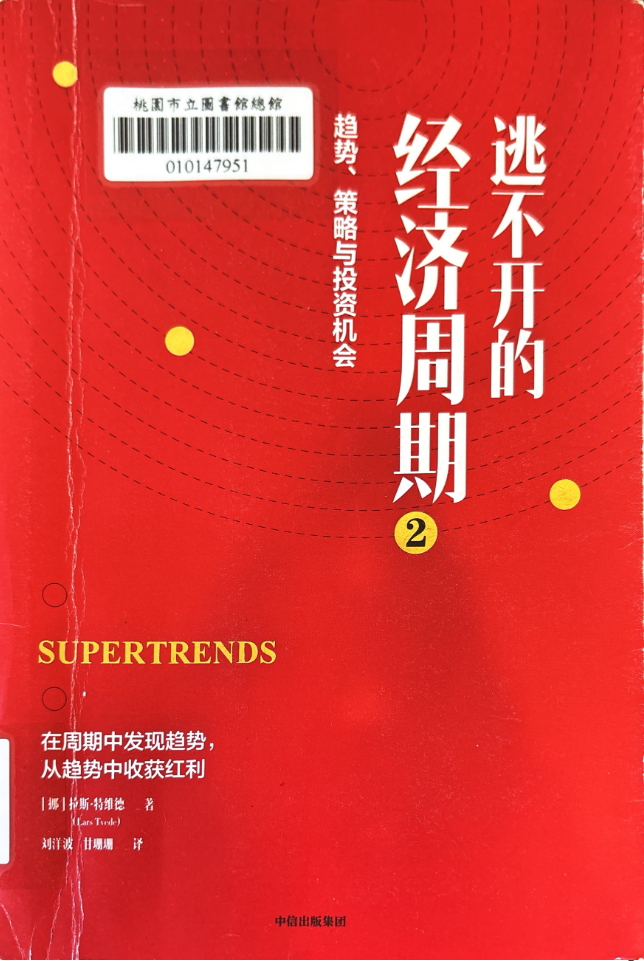 桃園市立圖書館總館
010147951
逃不开的
经济周期
2
趋势、策略与投资机会
SUPERTRENDS
在周期中发现趋势，
从趋势中收获红利
[挪]拉斯·特维德 著
(Lars Tvede)
刘洋波 甘珊珊 译
中信出版集团